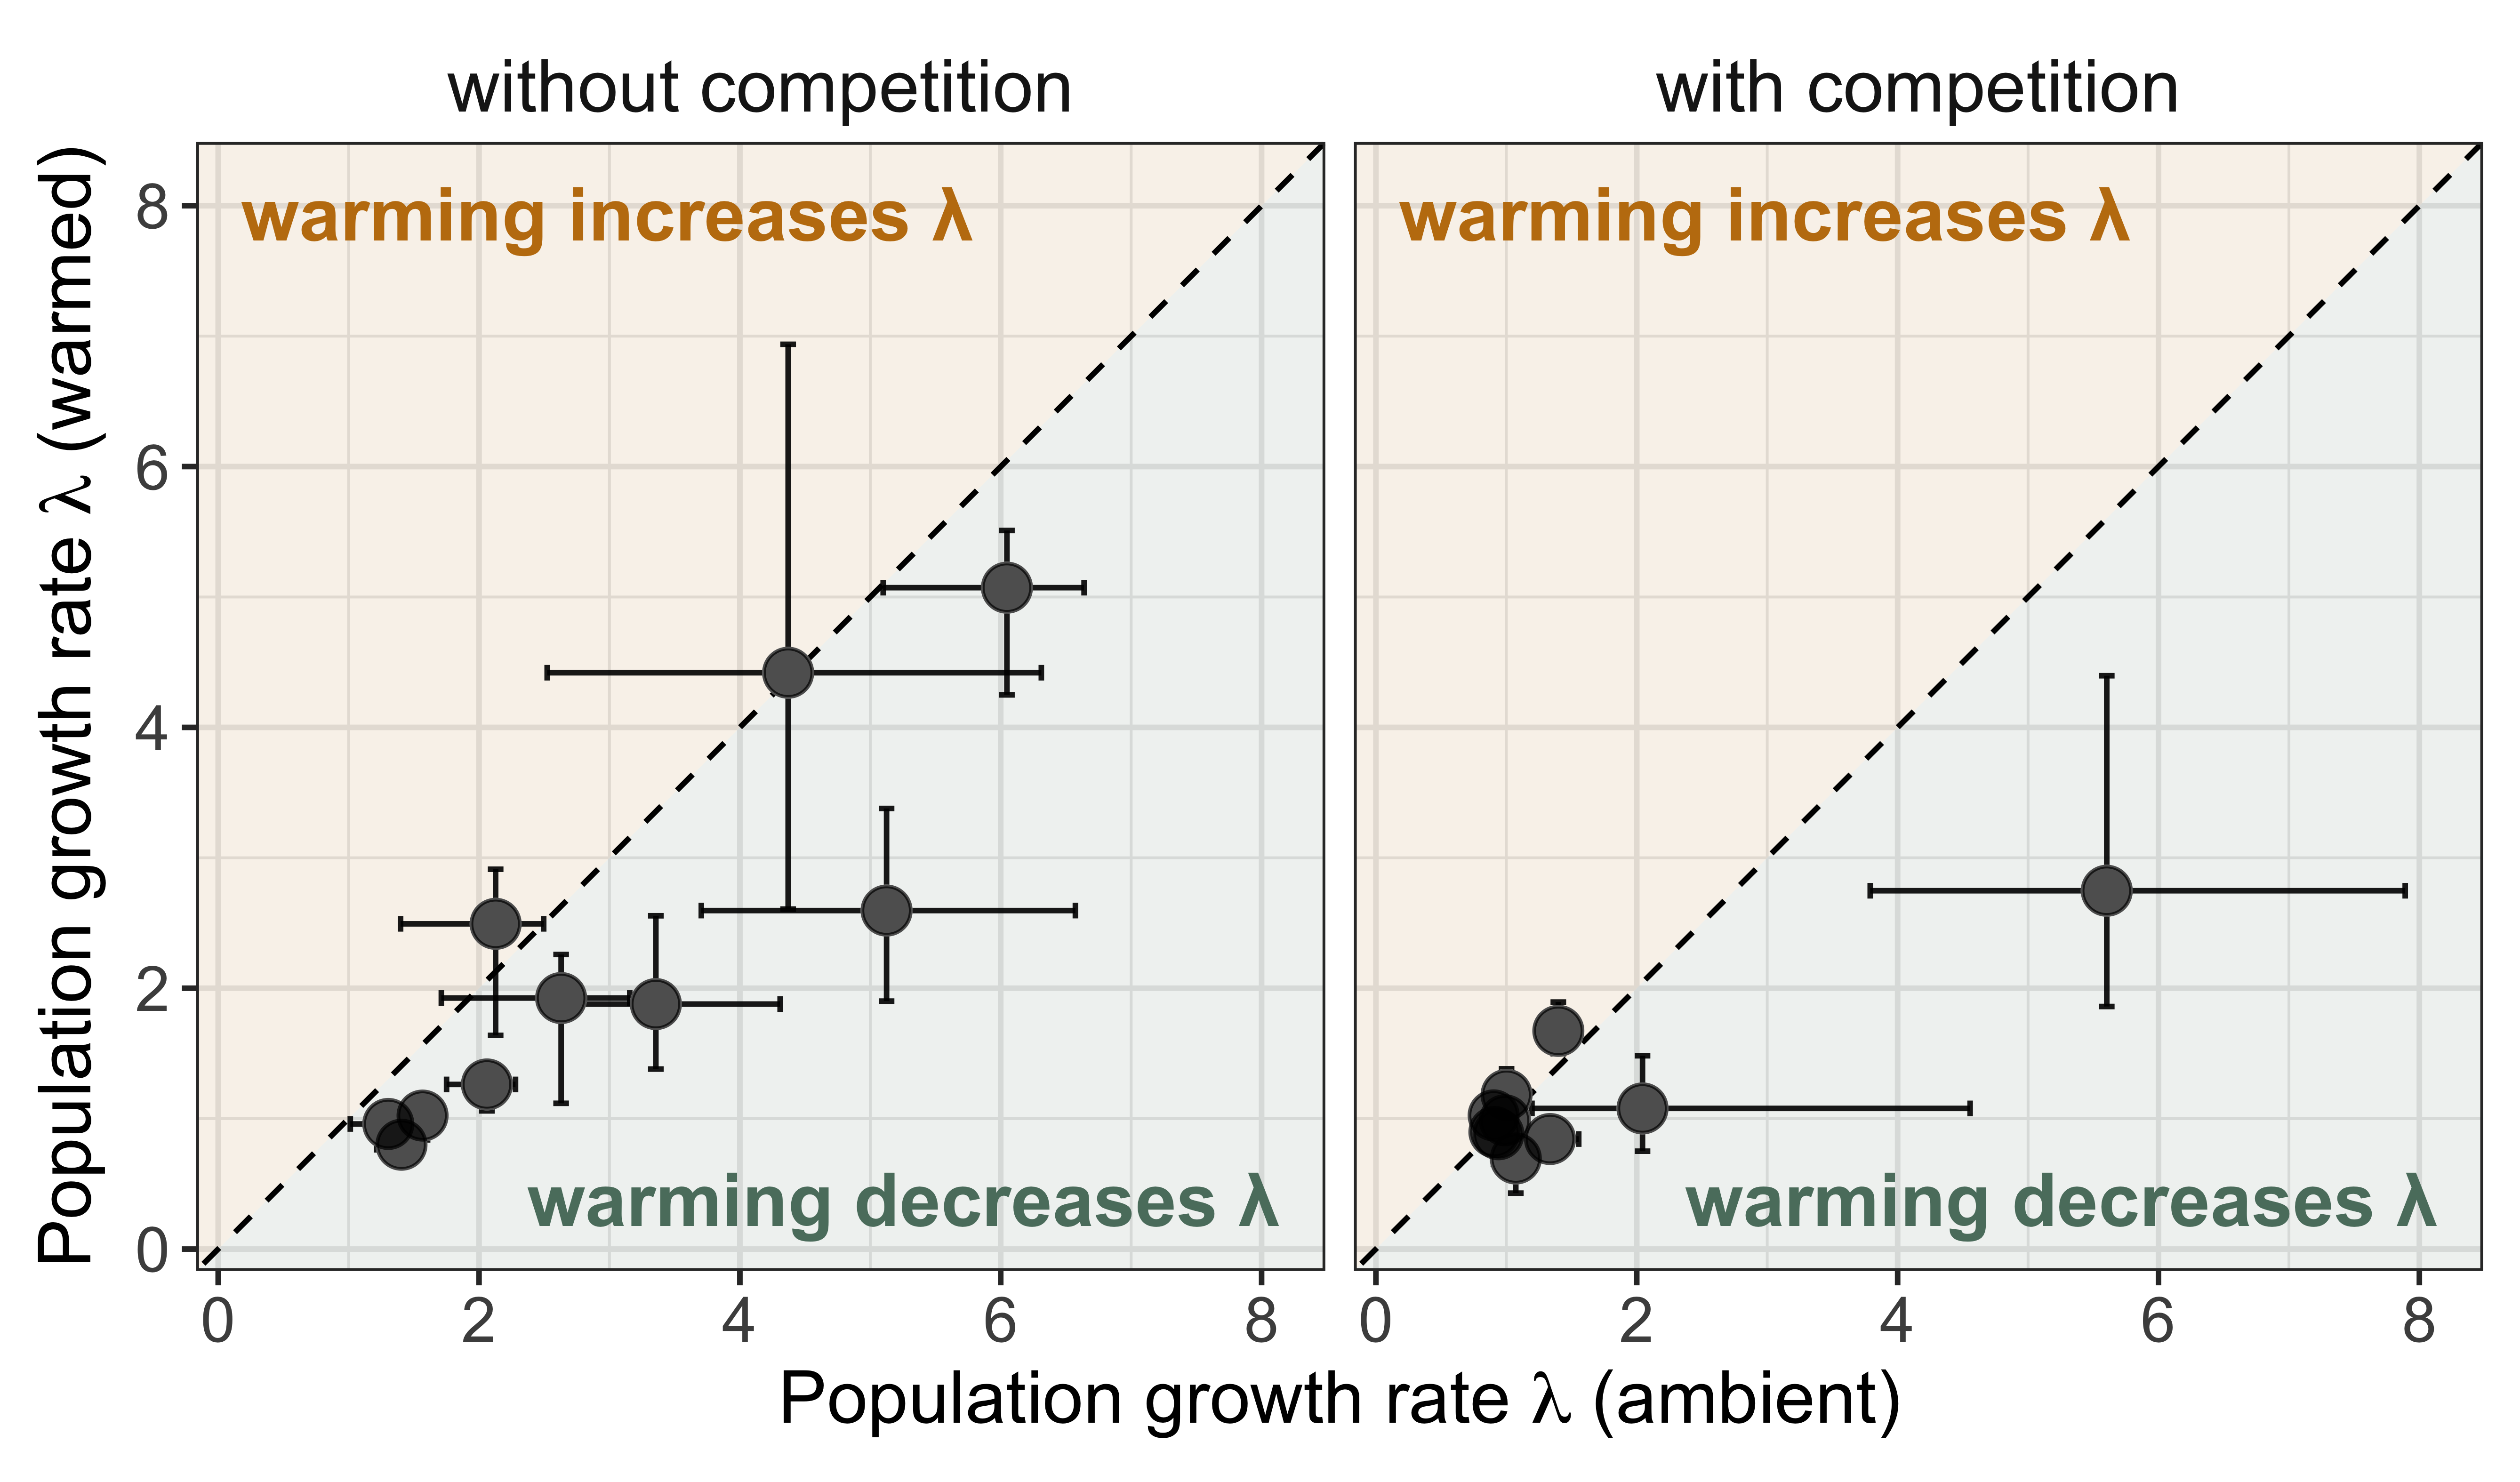 without competition
with competition
Population growth rate λ (warmed)
8
6
4
2
0
warming increases λ
warming decreases λ
warming increases λ
warming decreases λ
0 2 4 6 8
0 2 4 6 8
Population growth rate λ (ambient)